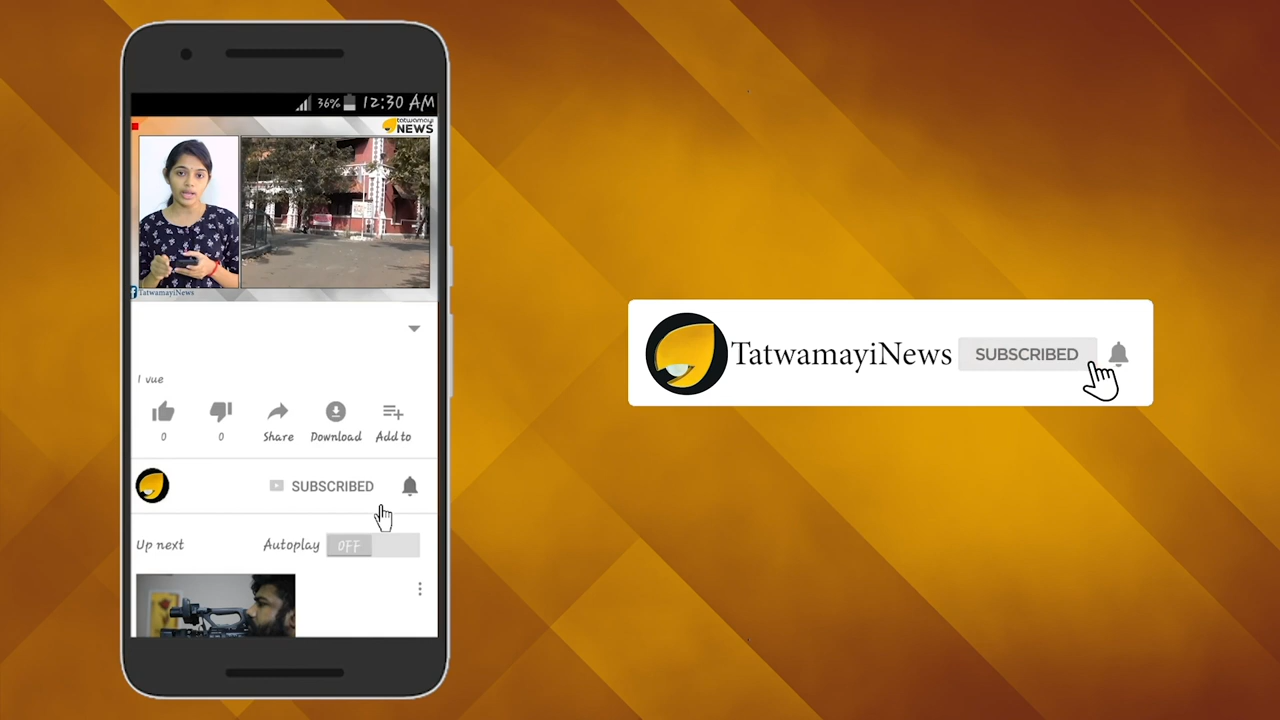 36%
12:30 AM
tatwamayi
NEWS
TatwamayiNews
1 vue
0
0
Share
Download
Add to
SUBSCRIBED
Up next
Autoplay
OFF
TatwamayiNews
SUBSCRIBED